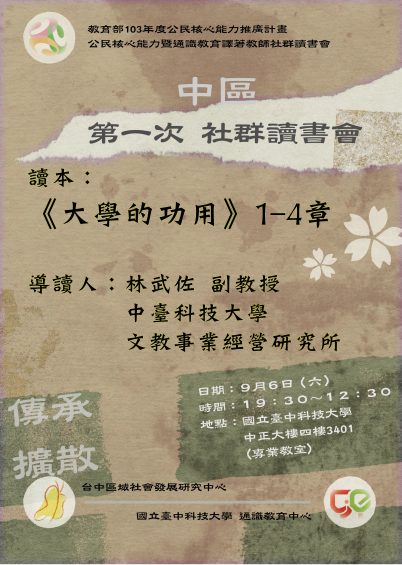 教育部103年度公民核心能力推廣計畫
公民核心能力暨通識教育譯著教師社群讀書會
中區
第一次 社群讀書會
讀本：
《大學的功用》1-4章
導讀人：林武佐 副教授
中臺科技大學
文教事業經營研究所
日期：9月6日（六）
時間：19：30～12：30
地點：國立臺中科技大學
中正大樓四樓3401
（專業教室）
傳承
擴散
台中區域社會發展研究中心
國立臺中科技大學 通識教育中心